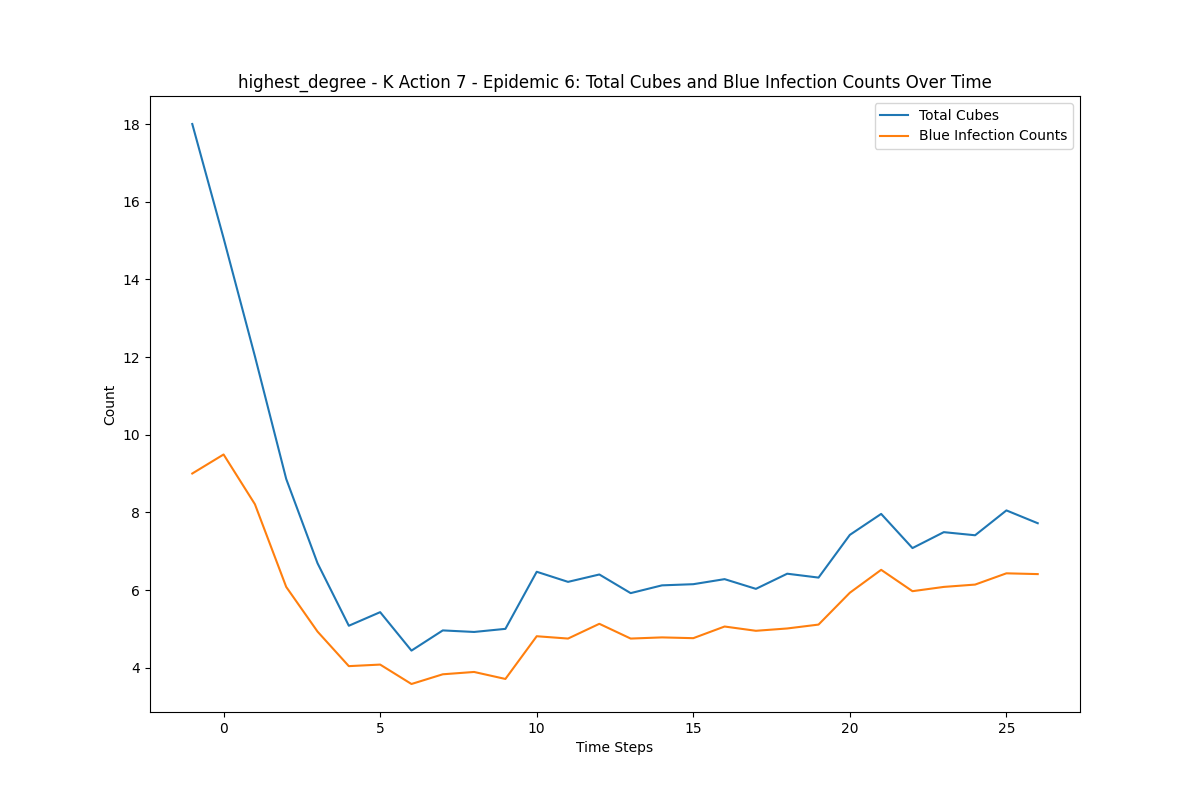 highest_degree - K Action 7 - Epidemic 6: Total Cubes and Blue Infection Counts Over Time
Total Cubes
Blue Infection Counts
18
16
14
12
10
8
6
4
Count
0
5
10
15
20
25
Time Steps